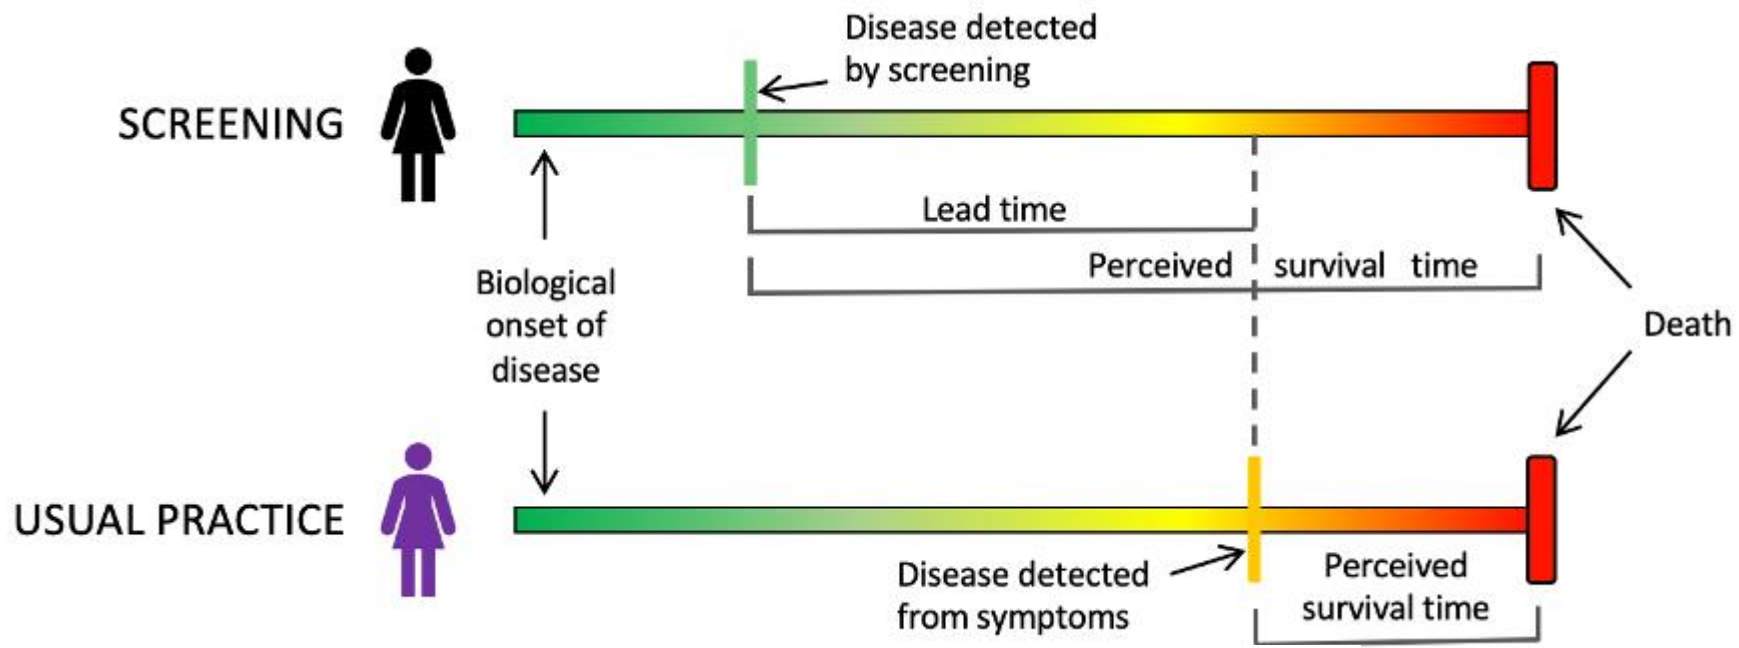 Disease detected
by screening
SCREENING
Lead time
Perceived survival time
Biological
onset of
disease
Death
USUAL PRACTICE
Disease detected
from symptoms
Perceived
survival time